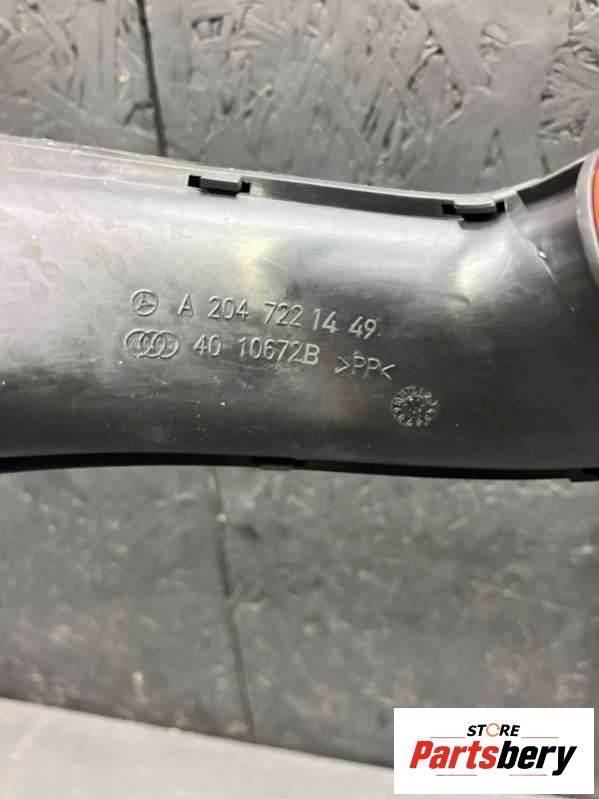 A 204 722 14 49
40 10672B >PP<
STORE
Partsbery